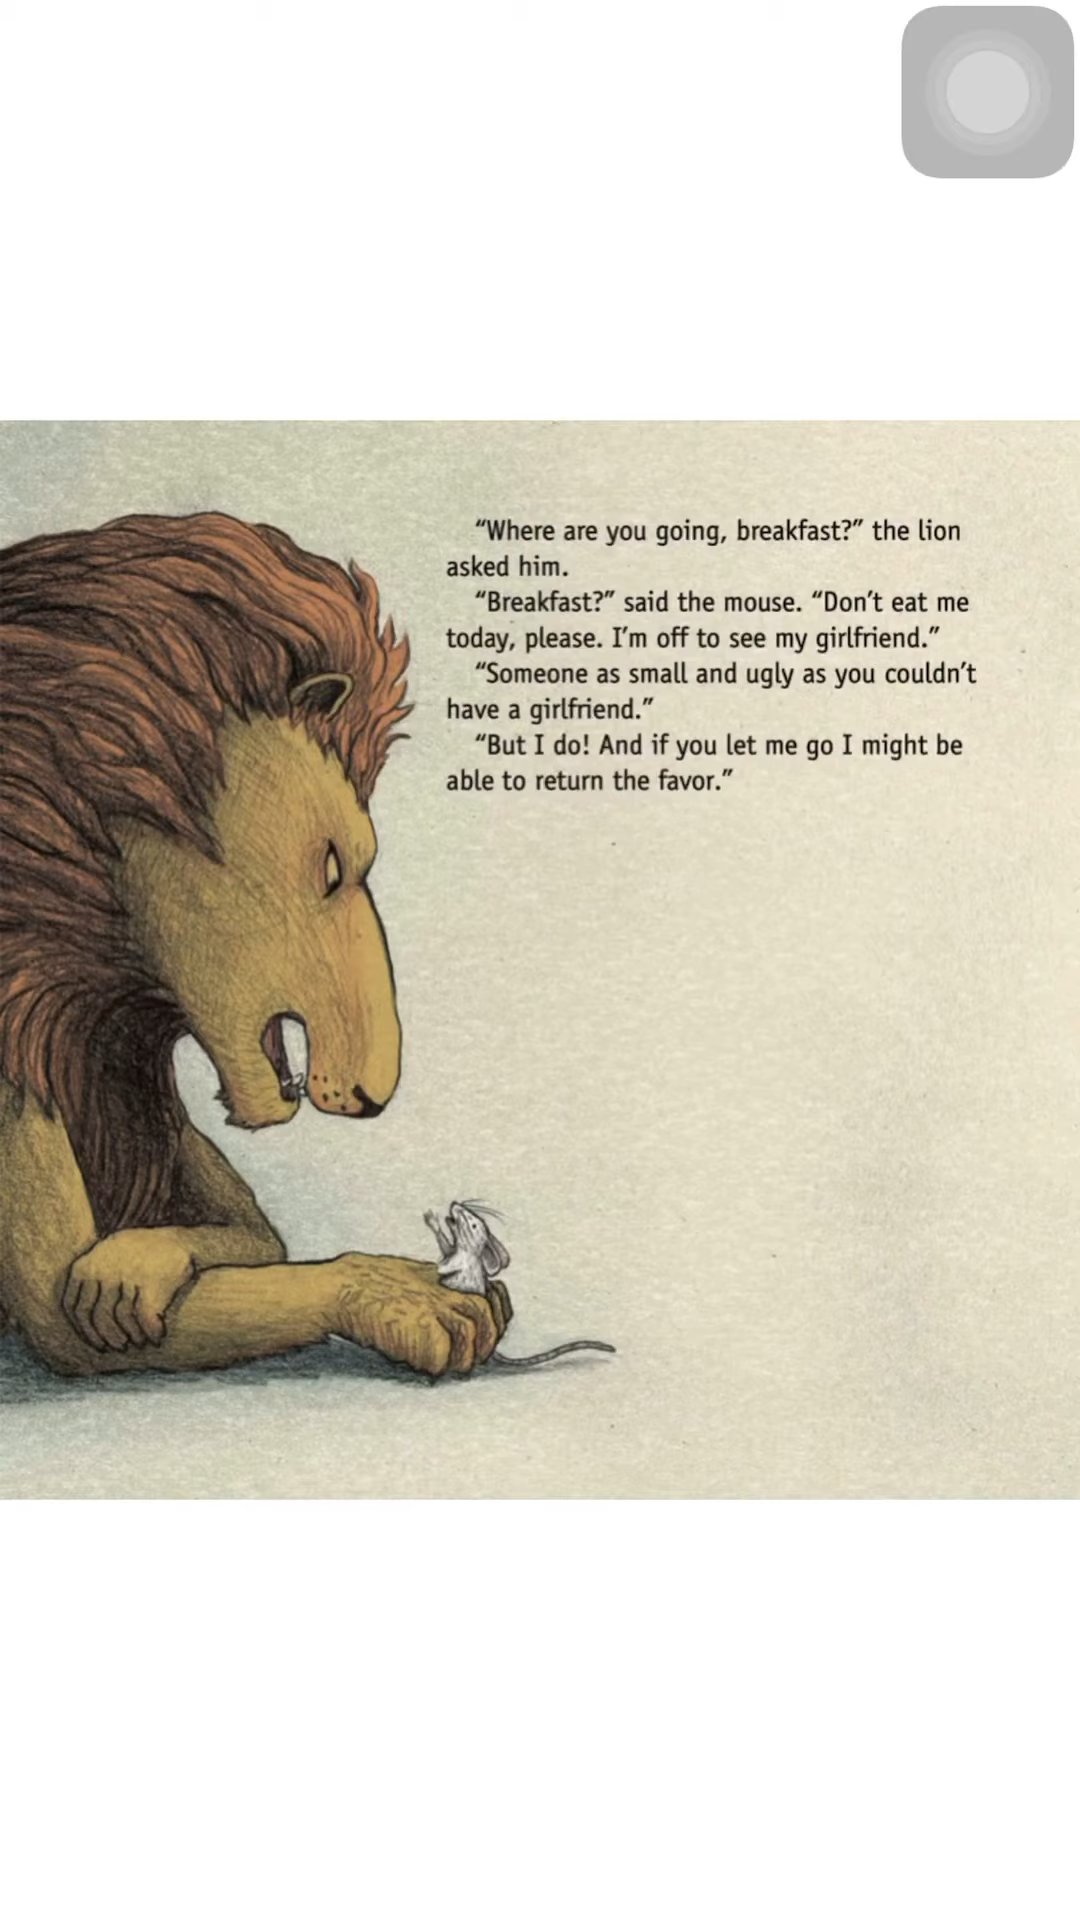 “Where are you going, breakfast?” the lion
asked him.
“Breakfast?” said the mouse. “Don’t eat me
today, please. I’m off to see my girlfriend.”
“Someone as small and ugly as you couldn’t
have a girlfriend.”
“But I do! And if you let me go I might be
able to return the favor.”